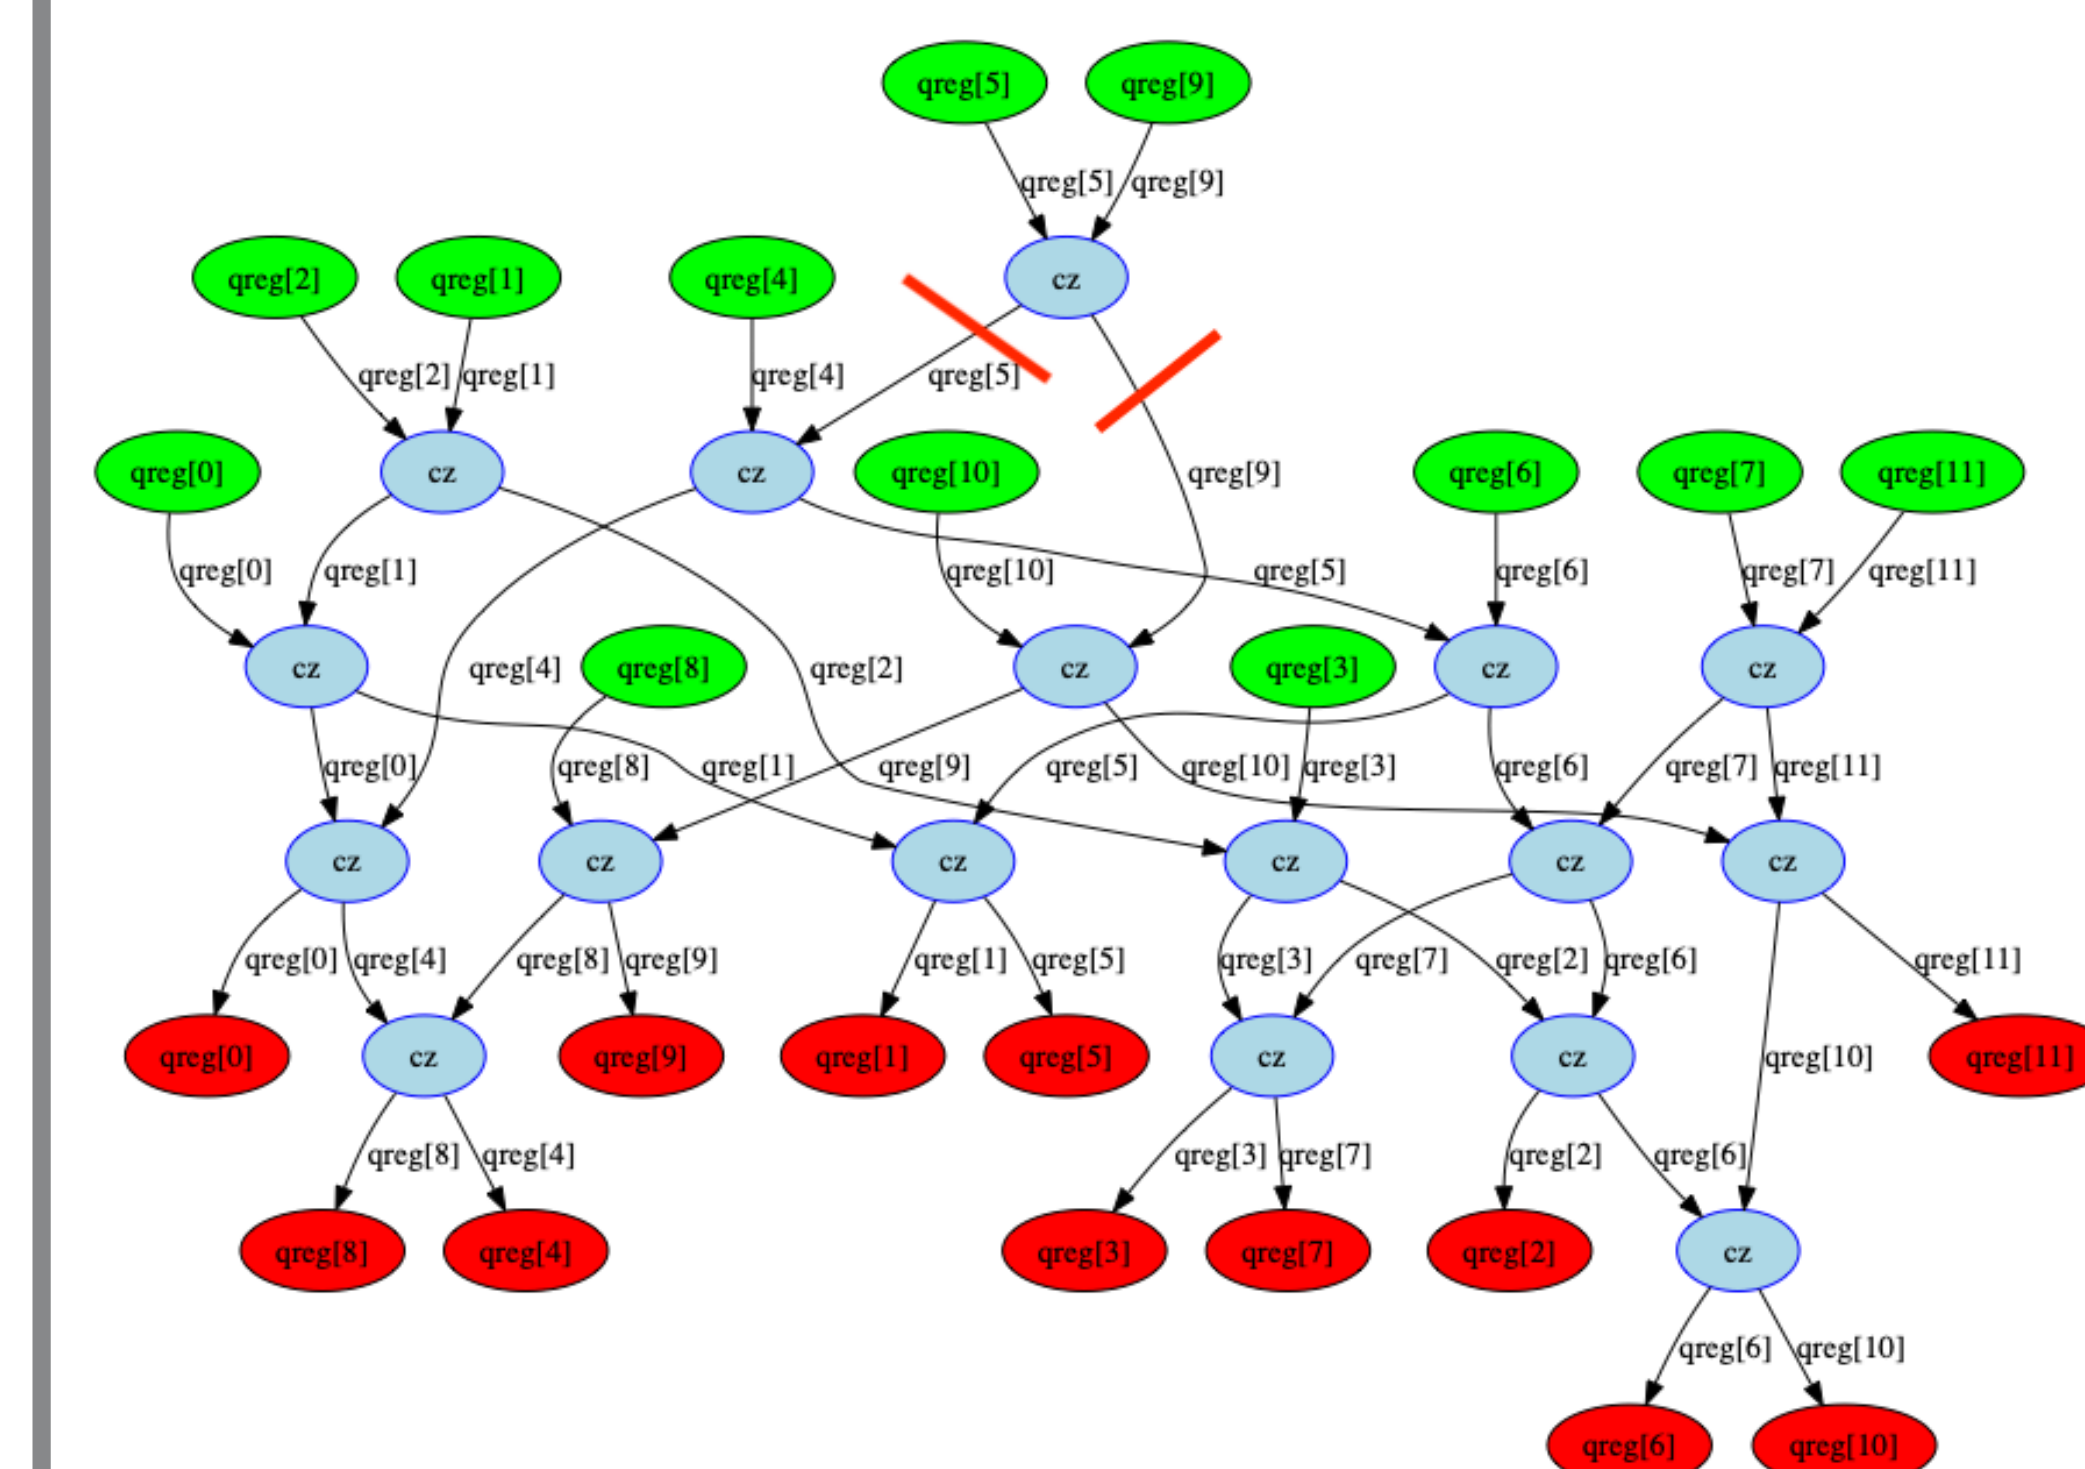 qreg[5] qreg[9]
qreg[5] qreg[9]
qreg[2] qreg[1] qreg[4] cz
qreg[2] qreg[1] qreg[4] qreg[5]
qreg[0] cz cz qreg[10] qreg[9] qreg[6] qreg[7] qreg[11]
qreg[0] qreg[1] qreg[10] qreg[5] qreg[6] qreg[7] qreg[11]
cz qreg[4] qreg[8] qreg[2] cz qreg[3] cz cz
qreg[0] qreg[8] qreg[1] qreg[9] qreg[5] qreg[10] qreg[3] qreg[6] qreg[7] qreg[11]
cz cz cz cz cz cz
qreg[0] qreg[4] qreg[8] qreg[9] qreg[1] qreg[5] qreg[3] qreg[7] qreg[2] qreg[6] qreg[11]
qreg[0] cz qreg[9] qreg[1] qreg[5] cz cz qreg[10] qreg[11]
qreg[8] qreg[4] qreg[3] qreg[7] qreg[2] qreg[6]
qreg[8] qreg[4] qreg[3] qreg[7] qreg[2] cz
qreg[6] qreg[10]
qreg[6] qreg[10]